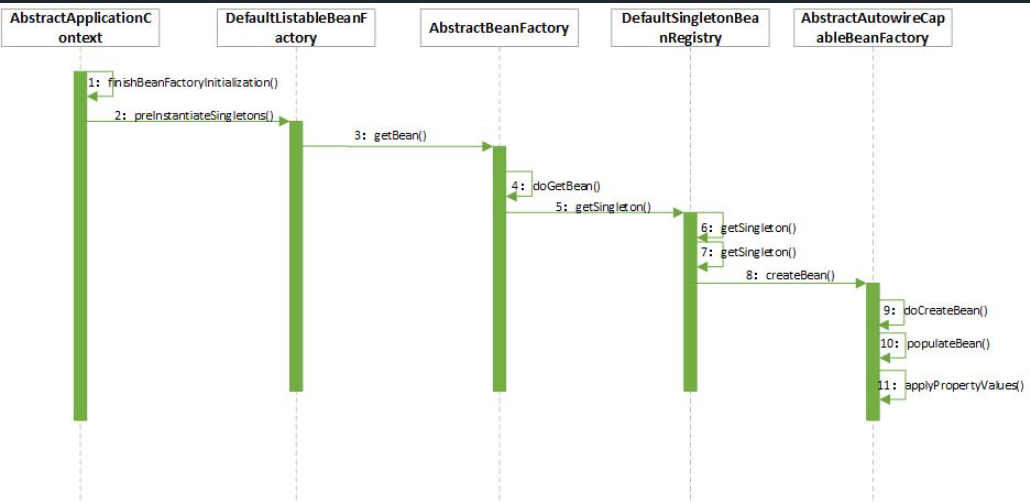 AbstractApplicationC
ontext
DefaultListableBeanF
actory
AbstractBeanFactory
DefaultSingletonBea
nRegistry
AbstractAutowireCap
ableBeanFactory
1: finishBeanFactoryInitialization()
2: preInstantiateSingletons()
3: getBean()
4: doGetBean()
5: getSingleton()
6: getSingleton()
7: getSingleton()
8: createBean()
9: doCreateBean()
10: populateBean()
11: applyPropertyValues()